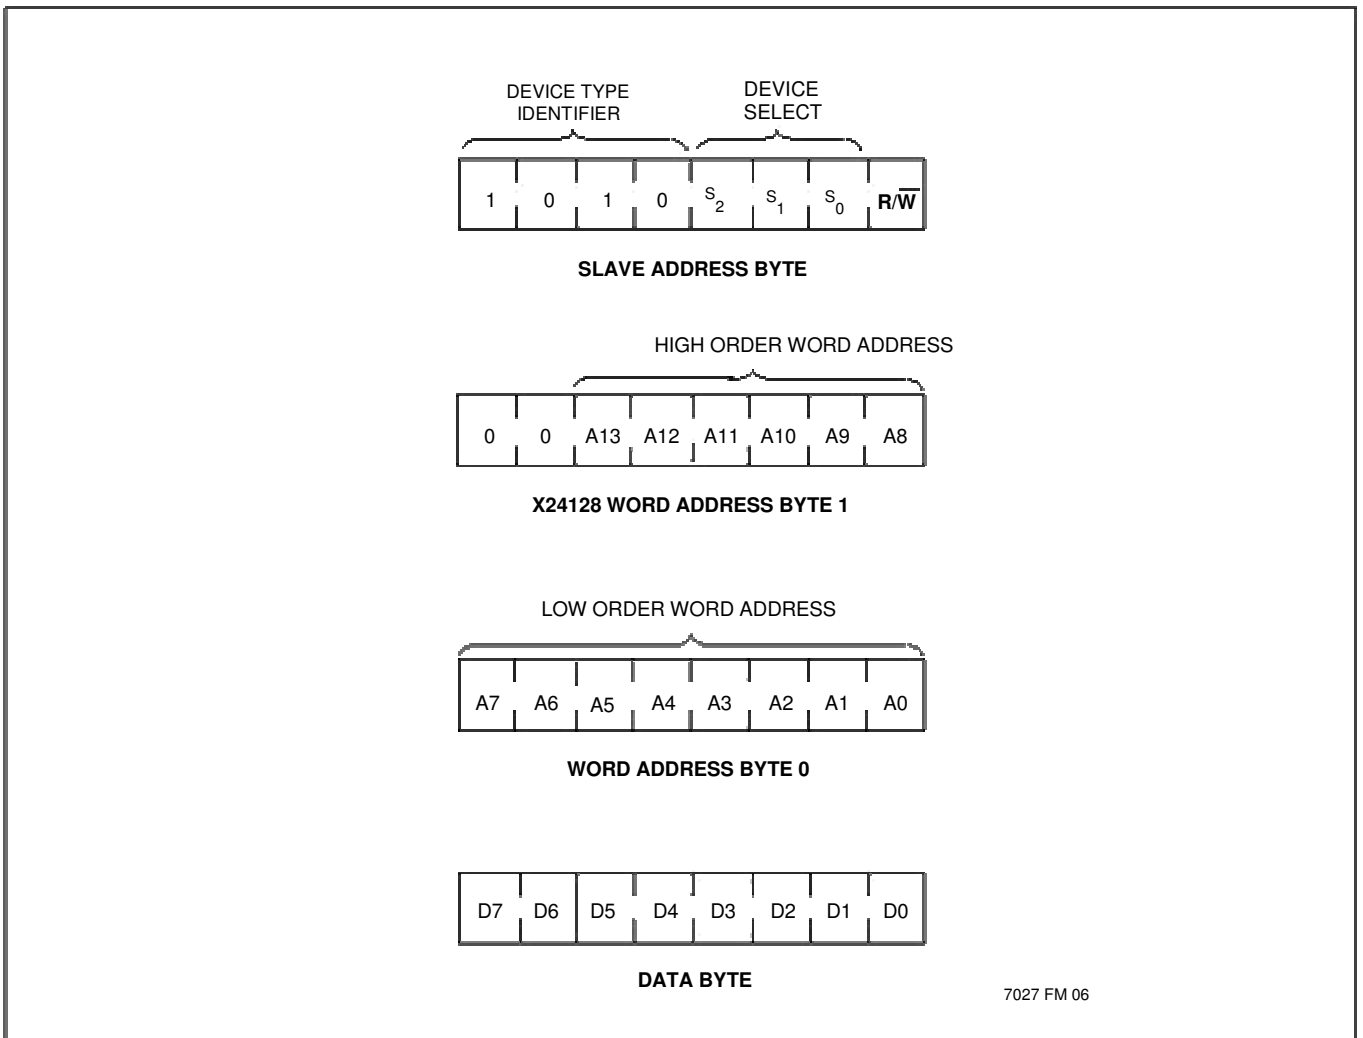 DEVICE TYPE IDENTIFIER
DEVICE SELECT
1 0 1 0 S2 S1 S0 R/W̅
SLAVE ADDRESS BYTE
HIGH ORDER WORD ADDRESS
0 0 A13 A12 A11 A10 A9 A8
X24128 WORD ADDRESS BYTE 1
LOW ORDER WORD ADDRESS
A7 A6 A5 A4 A3 A2 A1 A0
WORD ADDRESS BYTE 0
D7 D6 D5 D4 D3 D2 D1 D0
DATA BYTE
7027 FM 06